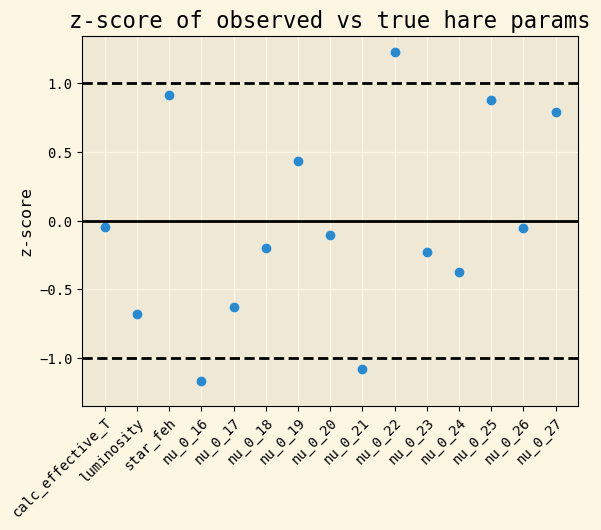 z-score of observed vs true hare params
z-score
1.0
0.5
0.0
−0.5
−1.0
calc_effective_T
luminosity
star_feh
nu_0_16
nu_0_17
nu_0_18
nu_0_19
nu_0_20
nu_0_21
nu_0_22
nu_0_23
nu_0_24
nu_0_25
nu_0_26
nu_0_27